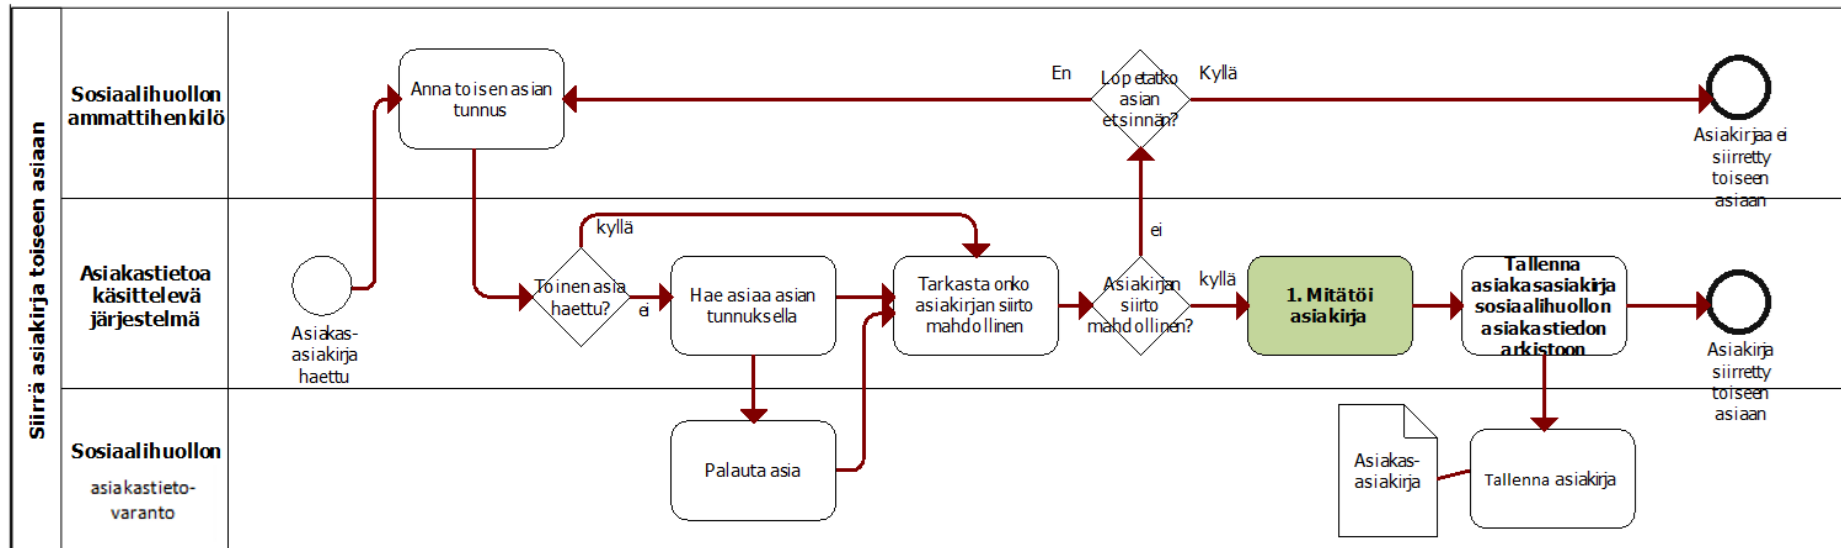 Siirrä asiakirja toiseen asiaan
Sosiaalihuollon
ammattihenkilö
Anna toisen asian
tunnus
En
Lopetatko
asian
etsinnän?
Kyllä
Asiakirjaa ei
siirretty
toiseen
asiaan
Asiakastietoa
käsittelevä
järjestelmä
Asiakas-
asiakirja
haettu
kyllä
Toinen asia
haettu?
ei
Hae asiaa asian
tunnuksella
Tarkasta onko
asiakirjan siirto
mahdollinen
ei
Asiakirjan
siirto
mahdollinen?
kyllä
1. Mitätöi
asiakirja
Tallenna
asiakasasiakirja
sosiaalihuollon
asiakastiedon
arkistoon
Asiakirja
siirretty
toiseen
asiaan
Sosiaalihuollon
asiakastieto-
varanto
Palauta asia
Asiakas-
asiakirja
Tallenna asiakirja